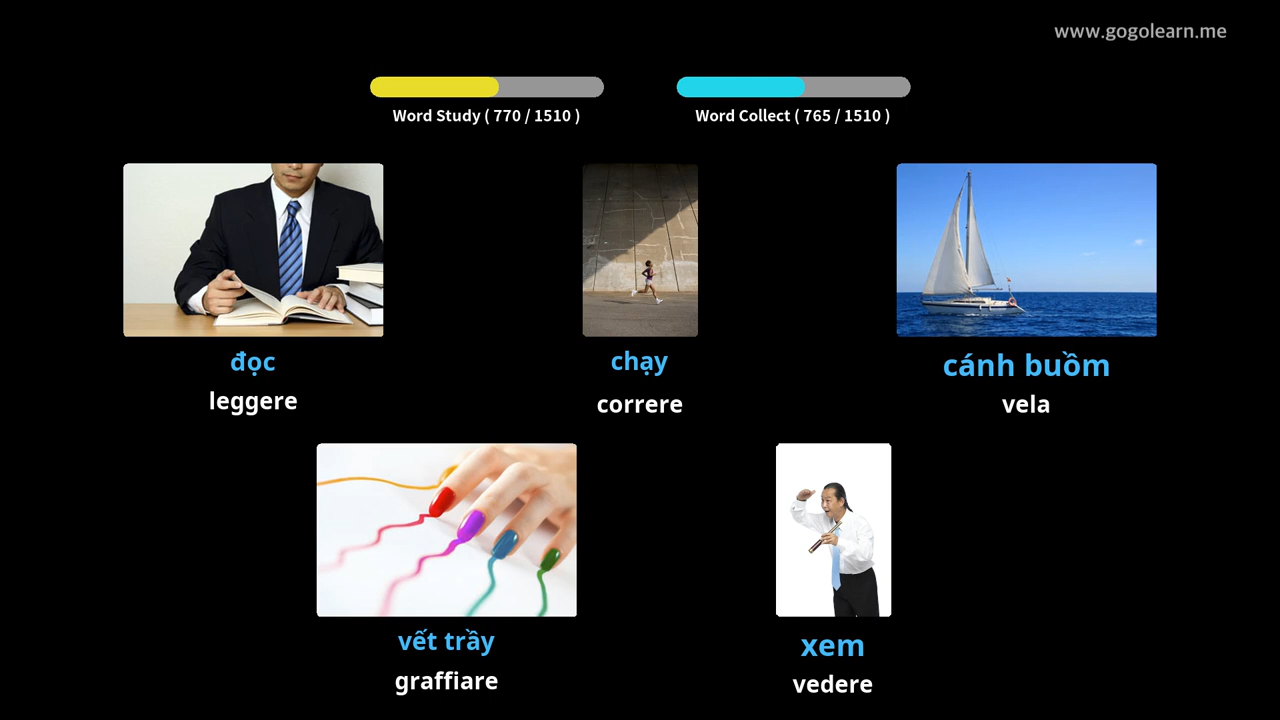 www.gogolearn.me
Word Study ( 770 / 1510 )
Word Collect ( 765 / 1510 )
đọc
leggere
chạy
correre
cánh buồm
vela
vết trầy
graffiare
xem
vedere